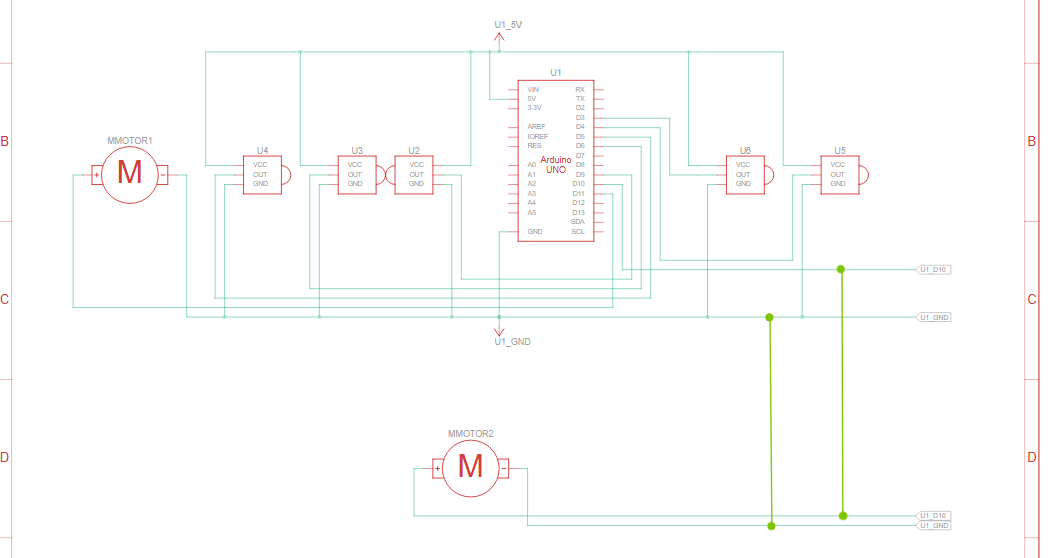 U1_5V
U1
VIN
5V
3.3V
AREF
IOREF
RES
A0
A1
A2
A3
A4
A5
GND
Arduino
UNO
RX
TX
D2
D3
D4
D5
D6
D7
D8
D9
D10
D11
D12
D13
SDA
SCL
B
MMOTOR1
+ M -
U4
VCC
OUT
GND
U3
VCC
OUT
GND
U2
VCC
OUT
GND
U6
VCC
OUT
GND
U5
VCC
OUT
GND
B
U1_D10
C
C
U1_GND
U1_GND
MMOTOR2
+ M -
D
D
U1_D10
U1_GND